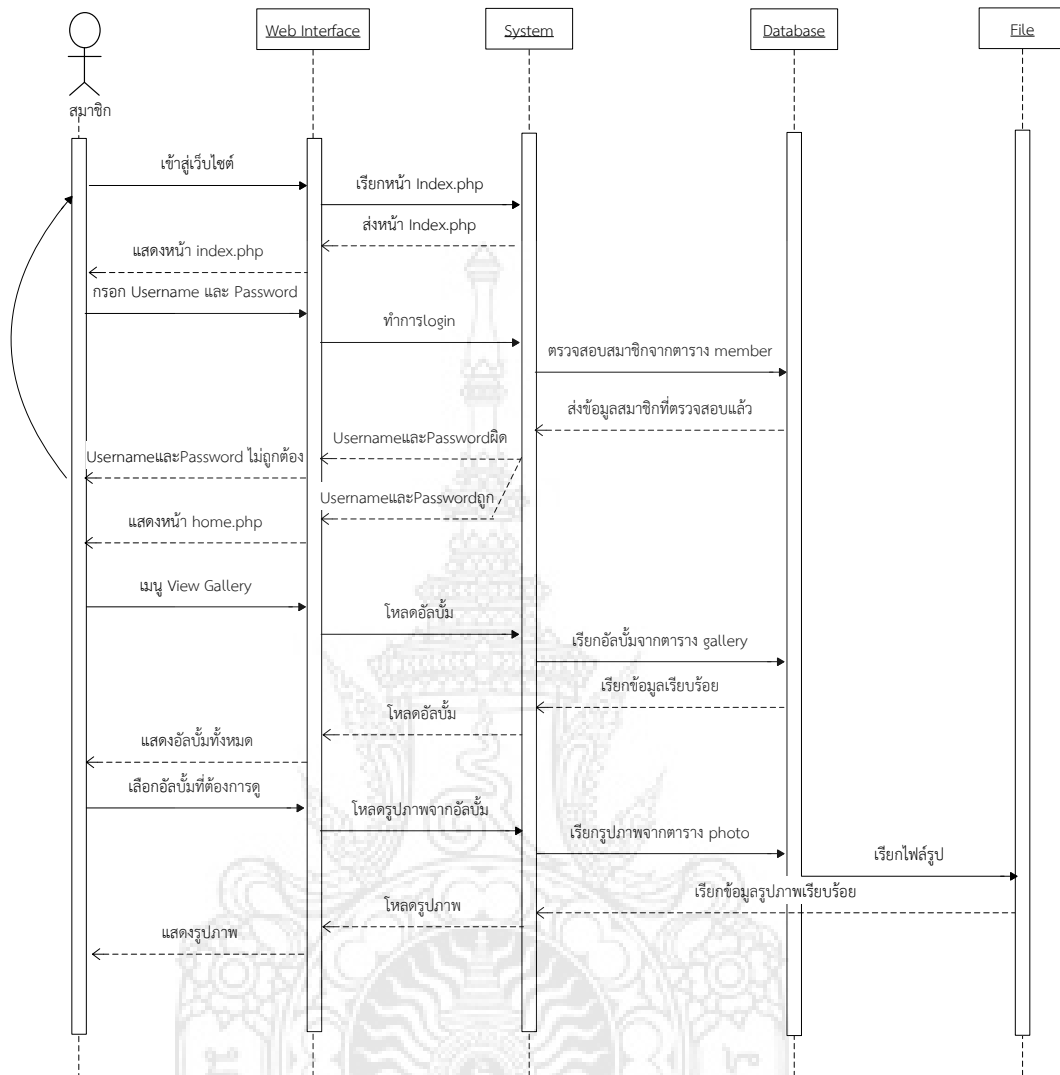 Web Interface
System
Database
File
สมาชิก
เข้าสู่เว็บไซต์
เรียกหน้า Index.php
ส่งหน้า Index.php
แสดงหน้า index.php
กรอก Username และ Password
ทำการlogin
ตรวจสอบสมาชิกจากตาราง member
ส่งข้อมูลสมาชิกที่ตรวจสอบแล้ว
Usernameและ​Passwordผิด
Usernameและ​Password ไม่ถูกต้อง
Usernameและ​Passwordถูก
แสดงหน้า home.php
เมนู View Gallery
โหลดอัลบั้ม
เรียกอัลบั้มจากตาราง gallery
เรียกข้อมูลเรียบร้อย
โหลดอัลบั้ม
แสดงอัลบั้มทั้งหมด
เลือกอัลบั้มที่ต้องการดู
โหลดรูปภาพจากอัลบั้ม
เรียกรูปภาพจากตาราง photo
เรียกไฟล์รูป
เรียกข้อมูลรูปภาพเรียบร้อย
โหลดรูปภาพ
แสดงรูปภาพ